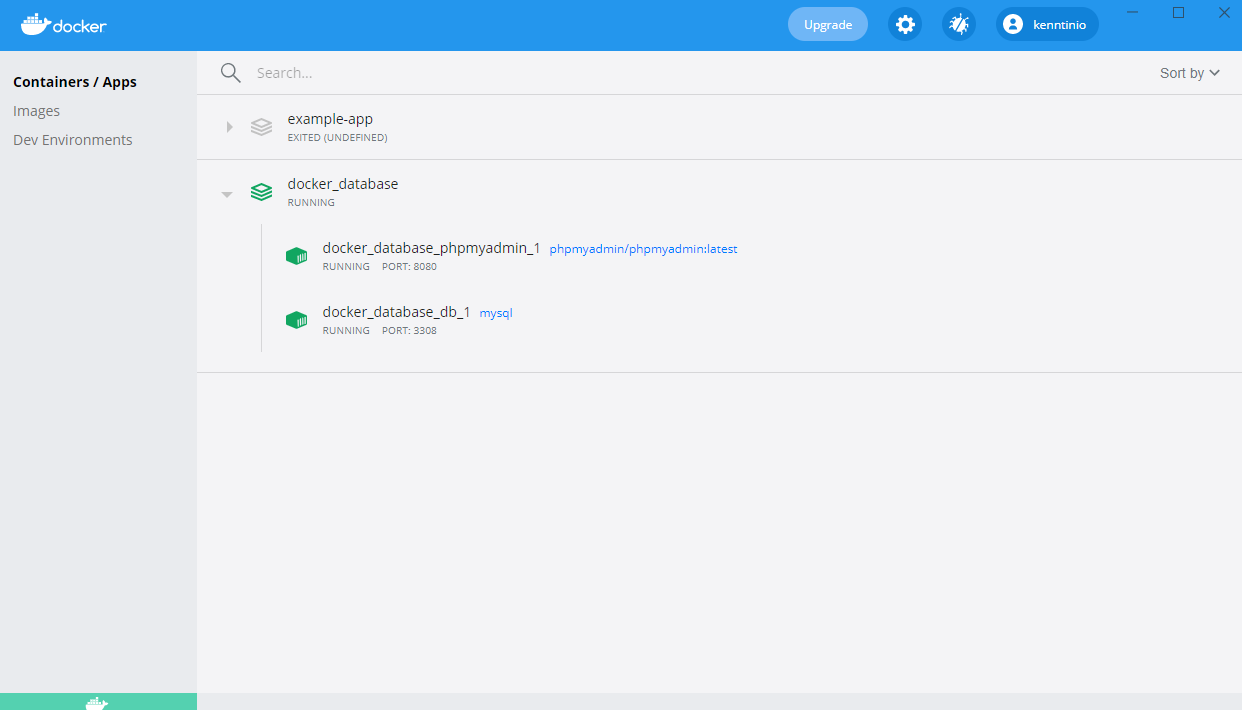 docker
Upgrade
kenntinio
Containers / Apps
Images
Dev Environments
Search...
Sort by
example-app
EXITED (UNDEFINED)
docker_database
RUNNING
docker_database_phpmyadmin_1 phpmyadmin/phpmyadmin:latest
RUNNING PORT: 8080
docker_database_db_1 mysql
RUNNING PORT: 3308